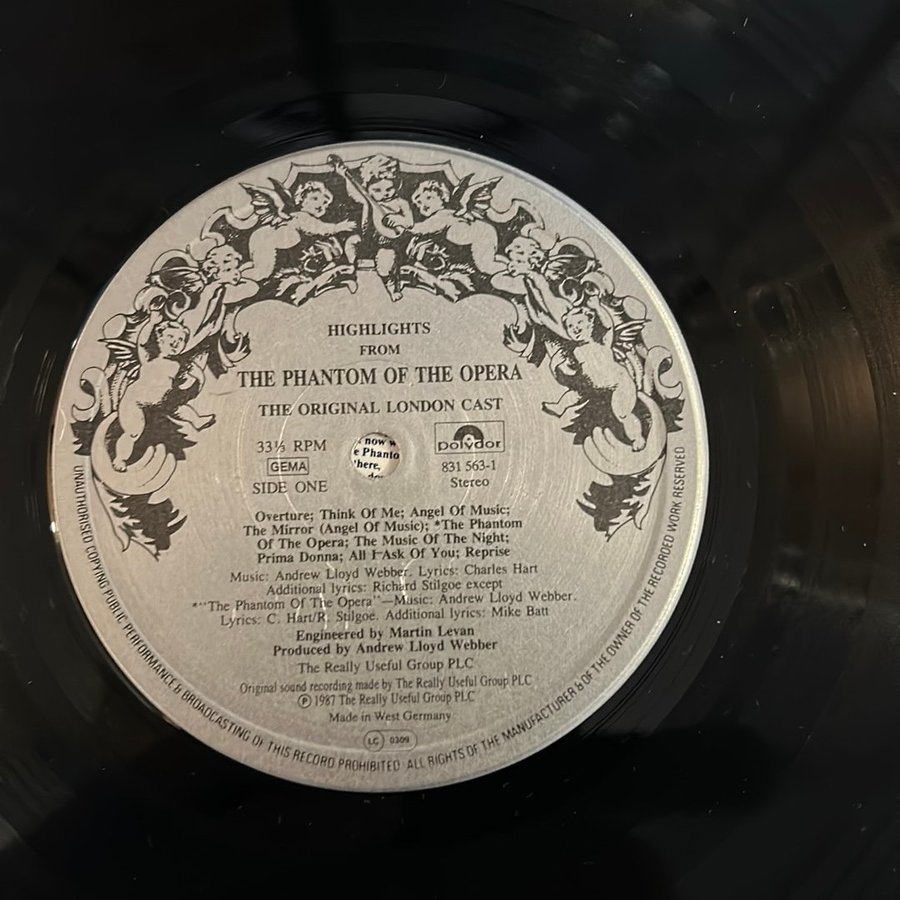 HIGHLIGHTS
FROM
THE PHANTOM OF THE OPERA
THE ORIGINAL LONDON CAST
33⅓ RPM
GEMA
SIDE ONE
now w
e Phanto
here,
polydor
831 563-1
Stereo
Overture; Think Of Me; Angel Of Music;
The Mirror (Angel Of Music); *The Phantom
Of The Opera; The Music Of The Night;
Prima Donna; All I Ask Of You; Reprise
Music: Andrew Lloyd Webber. Lyrics: Charles Hart
Additional lyrics: Richard Stilgoe except
*"The Phantom Of The Opera"—Music: Andrew Lloyd Webber.
Lyrics: C. Hart/R. Stilgoe. Additional lyrics: Mike Batt
Engineered by Martin Levan
Produced by Andrew Lloyd Webber
The Really Useful Group PLC
Original sound recording made by The Really Useful Group PLC
℗ 1987 The Really Useful Group PLC
Made in West Germany
LC 0309
UNAUTHORISED COPYING PUBLIC PERFORMANCE & BROADCASTING OF THIS RECORD PROHIBITED ALL RIGHTS OF THE MANUFACTURER & OF THE OWNER OF THE RECORDED WORK RESERVED